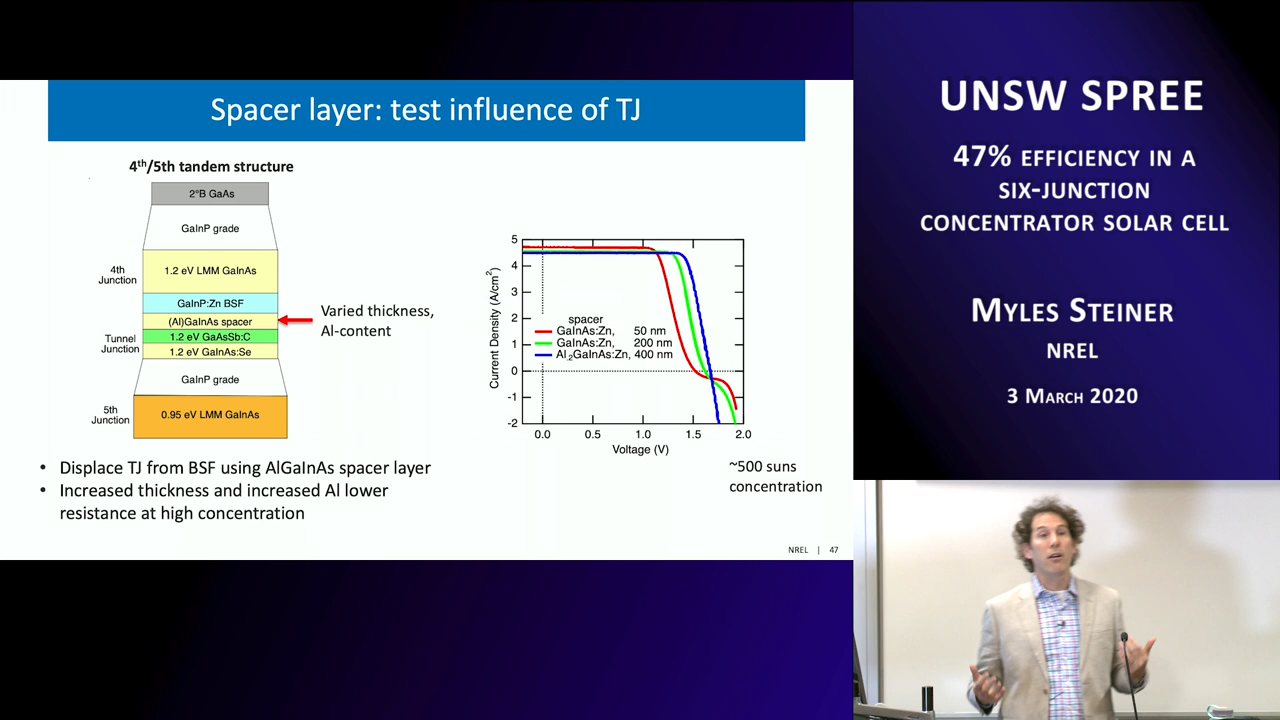 Spacer layer: test influence of TJ
4th/5th tandem structure
2°B GaAs
GaInP grade
4th
Junction
1.2 eV LMM GaInAs
GaInP:Zn BSF
(Al)GaInAs spacer
Tunnel
Junction
1.2 eV GaAsSb:C
1.2 eV GaInAs:Se
GaInP grade
5th
Junction
0.95 eV LMM GaInAs
Varied thickness,
Al-content
Current Density (A/cm2)
5
4
3
2
1
0
-1
-2
spacer
GaInAs:Zn, 50 nm
GaInAs:Zn, 200 nm
Al.2GaInAs:Zn, 400 nm
0.0 0.5 1.0 1.5 2.0
Voltage (V)
~500 suns
concentration
• Displace TJ from BSF using AlGaInAs spacer layer
• Increased thickness and increased Al lower
resistance at high concentration
NREL | 47
UNSW SPREE
47% EFFICIENCY IN A
SIX-JUNCTION
CONCENTRATOR SOLAR CELL
MYLES STEINER
NREL
3 MARCH 2020